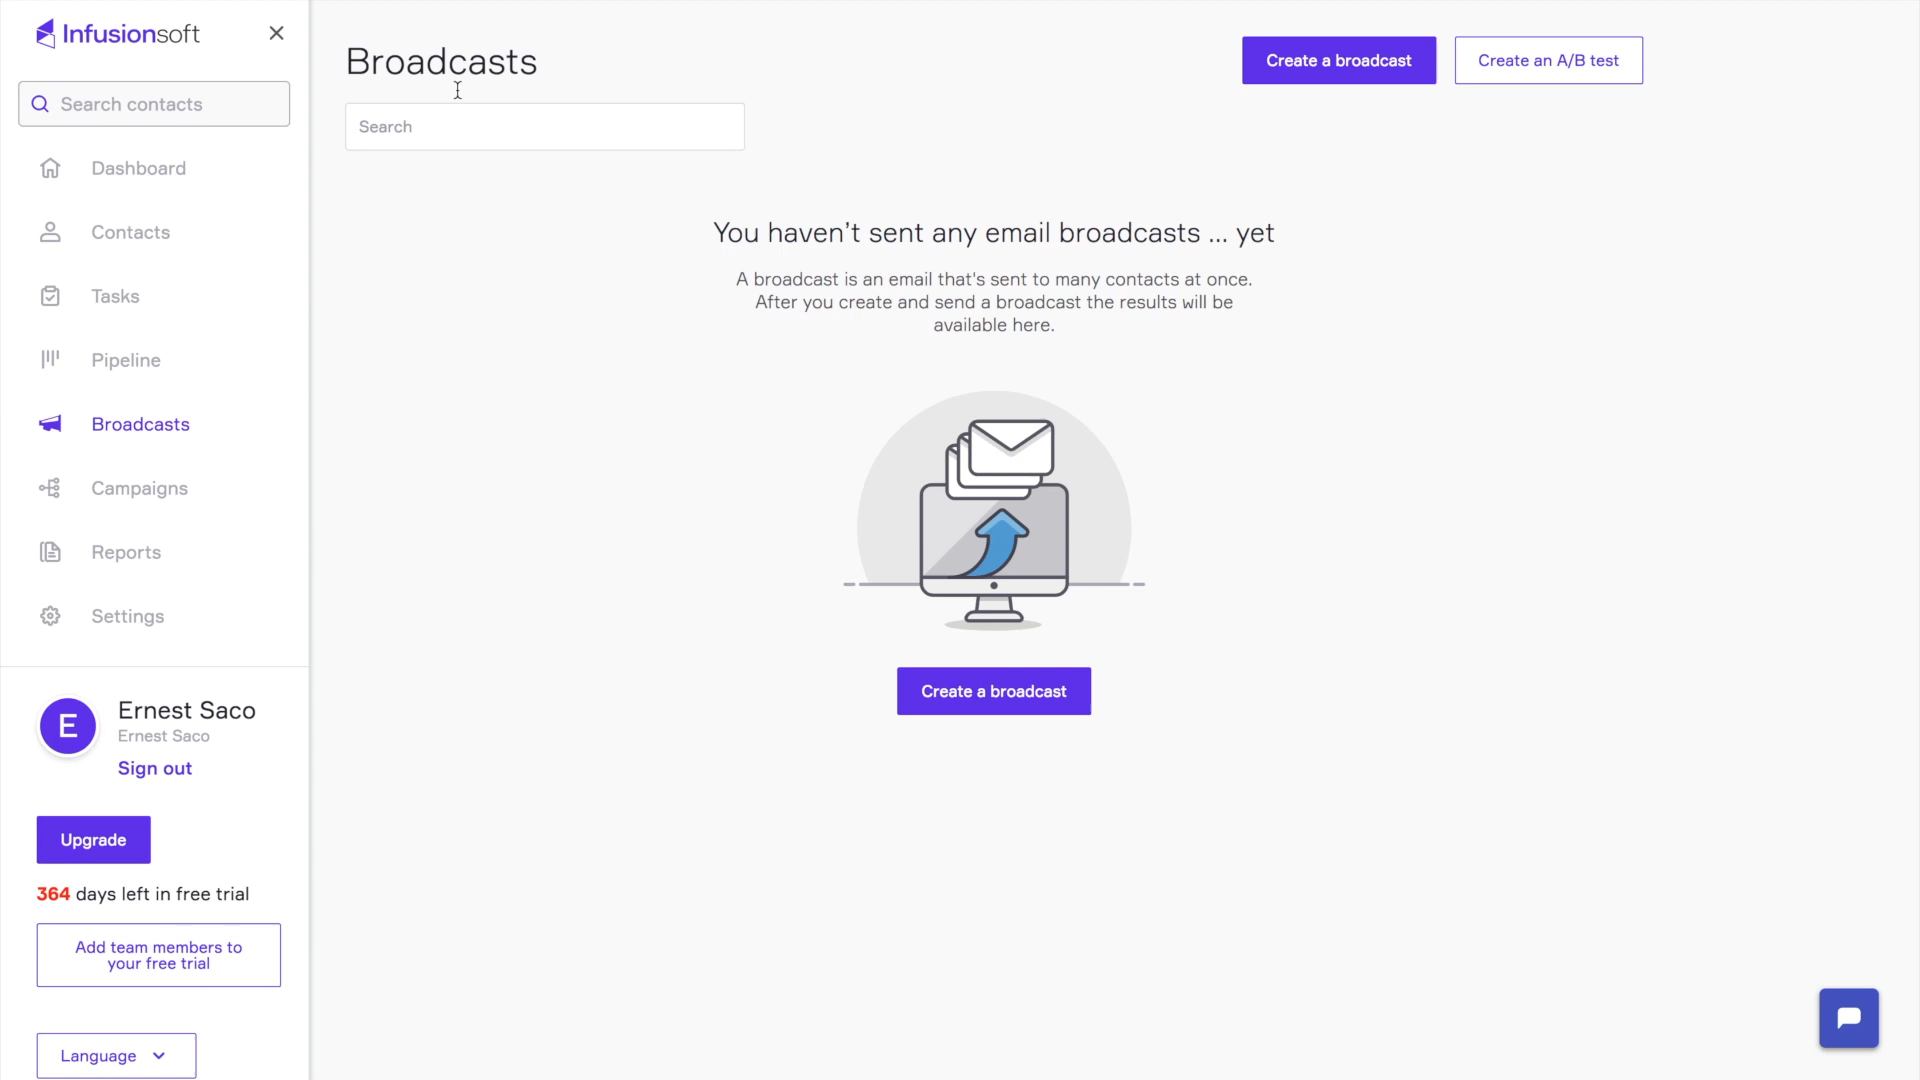 Infusionsoft
Search contacts
Dashboard
Contacts
Tasks
Pipeline
Broadcasts
Campaigns
Reports
Settings
E
Ernest Saco
Ernest Saco
Sign out
Upgrade
364 days left in free trial
Add team members to
your free trial
Language
Broadcasts
Create a broadcast
Create an A/B test
Search
You haven’t sent any email broadcasts ... yet
A broadcast is an email that's sent to many contacts at once.
After you create and send a broadcast the results will be
available here.
Create a broadcast